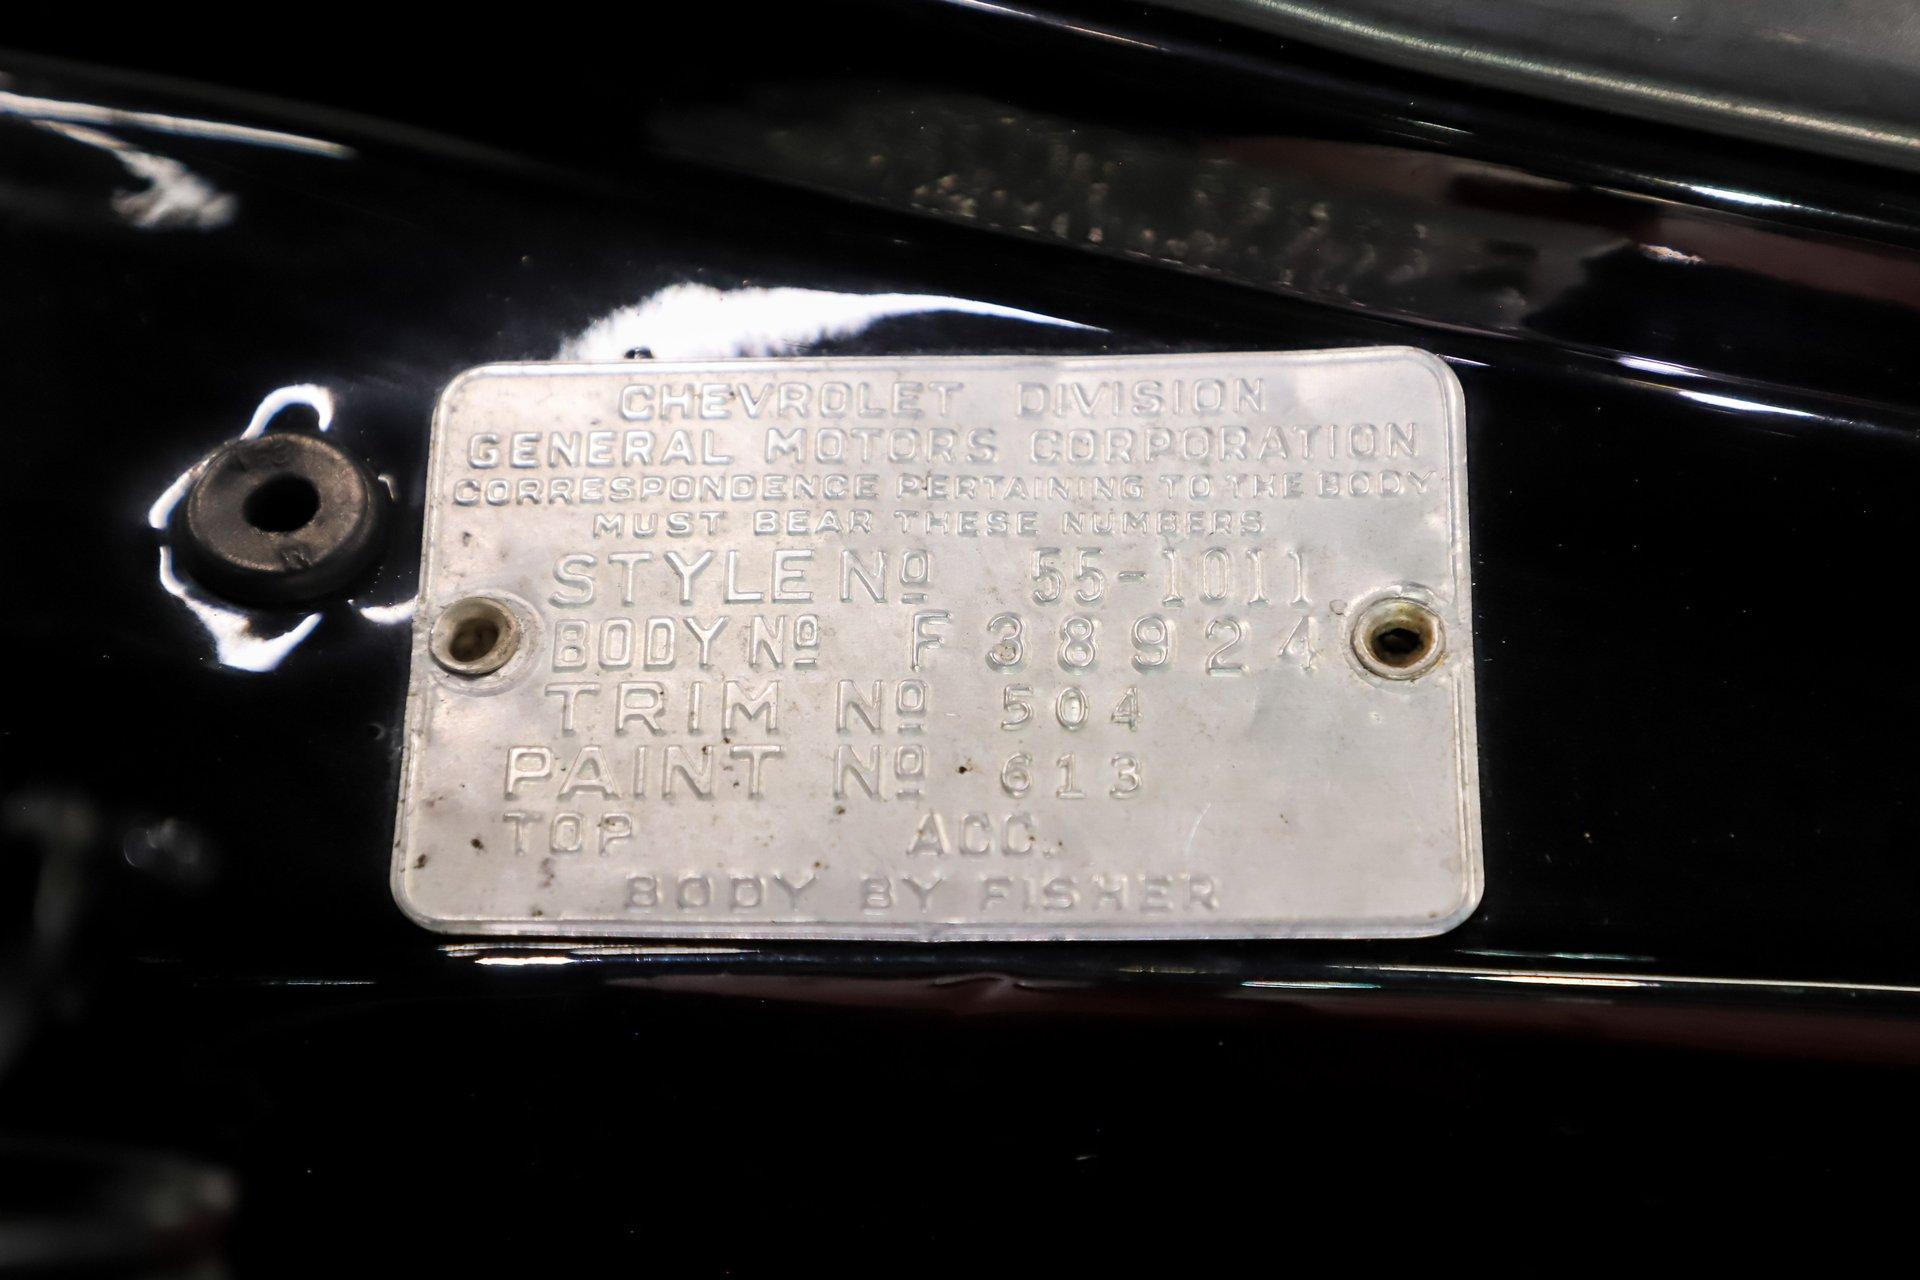 CHEVROLET DIVISION
GENERAL MOTORS CORPORATION
CORRESPONDENCE PERTAINING TO THE BODY
MUST BEAR THESE NUMBERS
STYLE Nº 55-1011
BODY Nº F 38924
TRIM Nº 504
PAINT Nº 613
TOP ACC.
BODY BY FISHER